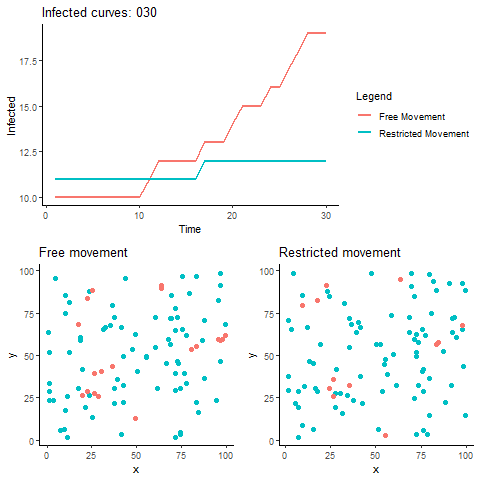 Infected curves: 030
Infected
17.5
15.0
12.5
10.0
0
10
20
30
Time
Legend
Free Movement
Restricted Movement
Free movement
y
100
75
50
25
0
0
25
50
75
100
x
Restricted movement
y
100
75
50
25
0
0
25
50
75
100
x